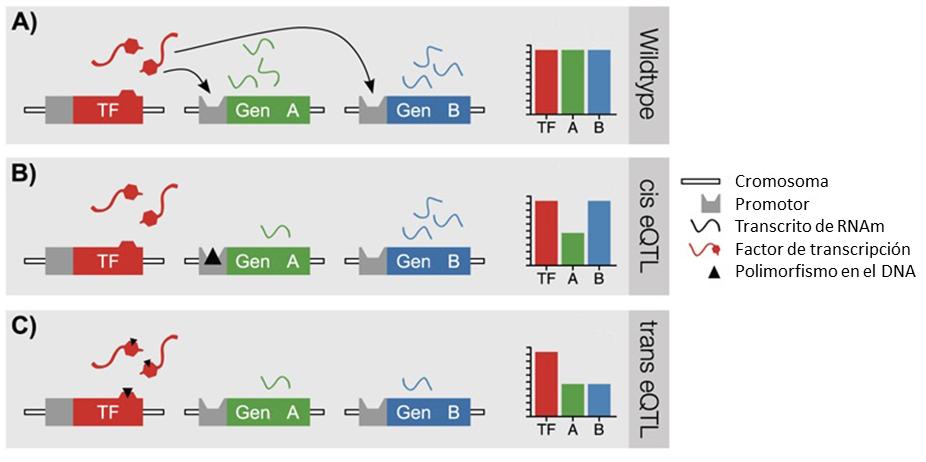 A)
TF
Gen A
Gen B
TF A B
Wildtype
B)
TF
Gen A
Gen B
TF A B
cis eQTL
C)
TF
Gen A
Gen B
TF A B
trans eQTL
Cromosoma
Promotor
Transcrito de RNAm
Factor de transcripción
Polimorfismo en el DNA